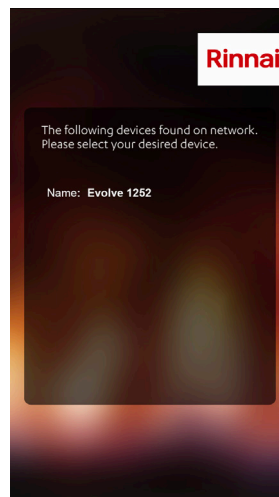 Rinnai
The following devices found on network.
Please select your desired device.
Name: Evolve 1252